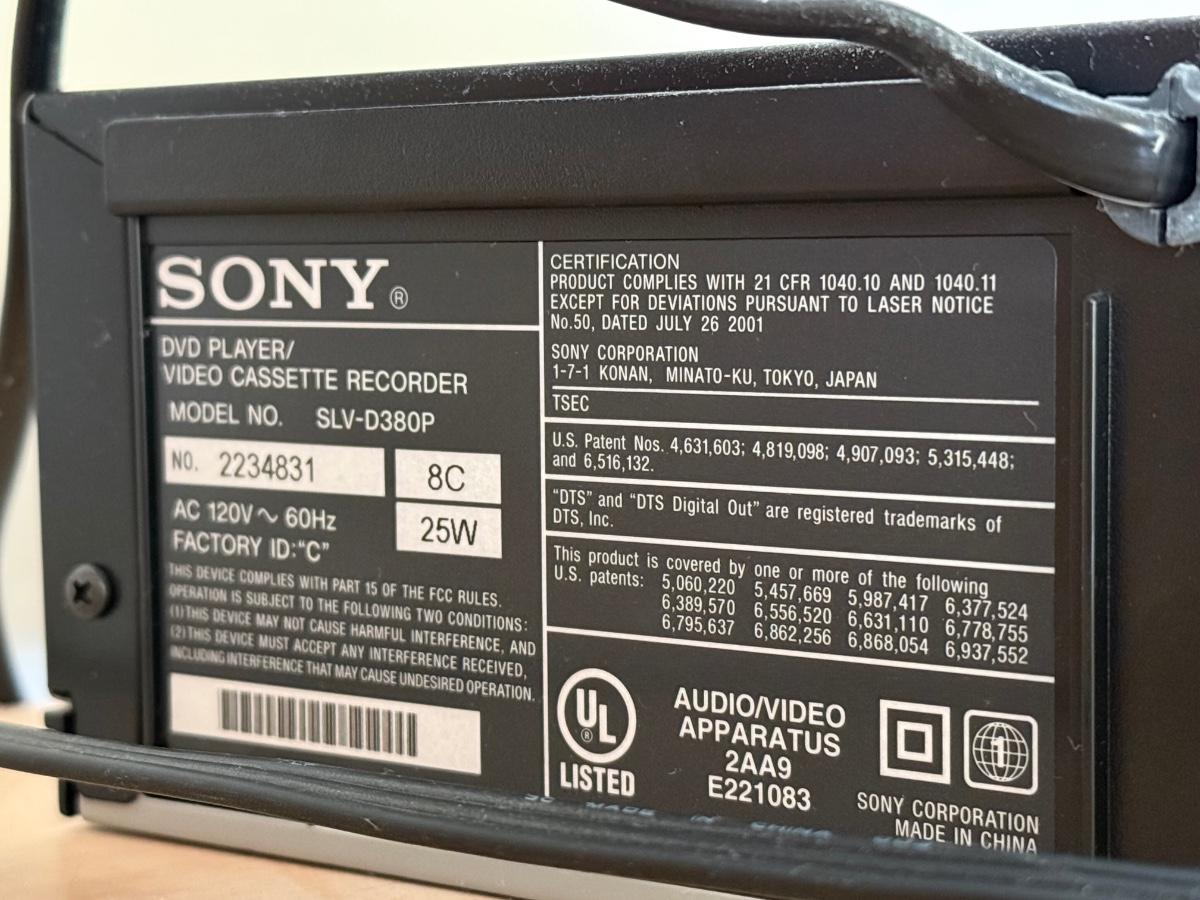 SONY®
DVD PLAYER/
VIDEO CASSETTE RECORDER
MODEL NO. SLV-D380P
NO. 2234831
8C
AC 120V ~ 60Hz
25W
FACTORY ID:“C”
THIS DEVICE COMPLIES WITH PART 15 OF THE FCC RULES.
OPERATION IS SUBJECT TO THE FOLLOWING TWO CONDITIONS:
(1) THIS DEVICE MAY NOT CAUSE HARMFUL INTERFERENCE, AND
(2) THIS DEVICE MUST ACCEPT ANY INTERFERENCE RECEIVED,
INCLUDING INTERFERENCE THAT MAY CAUSE UNDESIRED OPERATION.
CERTIFICATION
PRODUCT COMPLIES WITH 21 CFR 1040.10 AND 1040.11
EXCEPT FOR DEVIATIONS PURSUANT TO LASER NOTICE
No.50, DATED JULY 26 2001
SONY CORPORATION
1-7-1 KONAN, MINATO-KU, TOKYO, JAPAN
TSEC
U.S. Patent Nos. 4,631,603; 4,819,098; 4,907,093; 5,315,448;
and 6,516,132.
“DTS” and “DTS Digital Out” are registered trademarks of
DTS, Inc.
This product is covered by one or more of the following
U.S. patents: 5,060,220 5,457,669 5,987,417 6,377,524
6,389,570 6,556,520 6,631,110 6,778,755
6,795,637 6,862,256 6,868,054 6,937,552
UL ®
LISTED
AUDIO/VIDEO
APPARATUS
2AA9
E221083
1
SONY CORPORATION
MADE IN CHINA
MADE IN CHINA